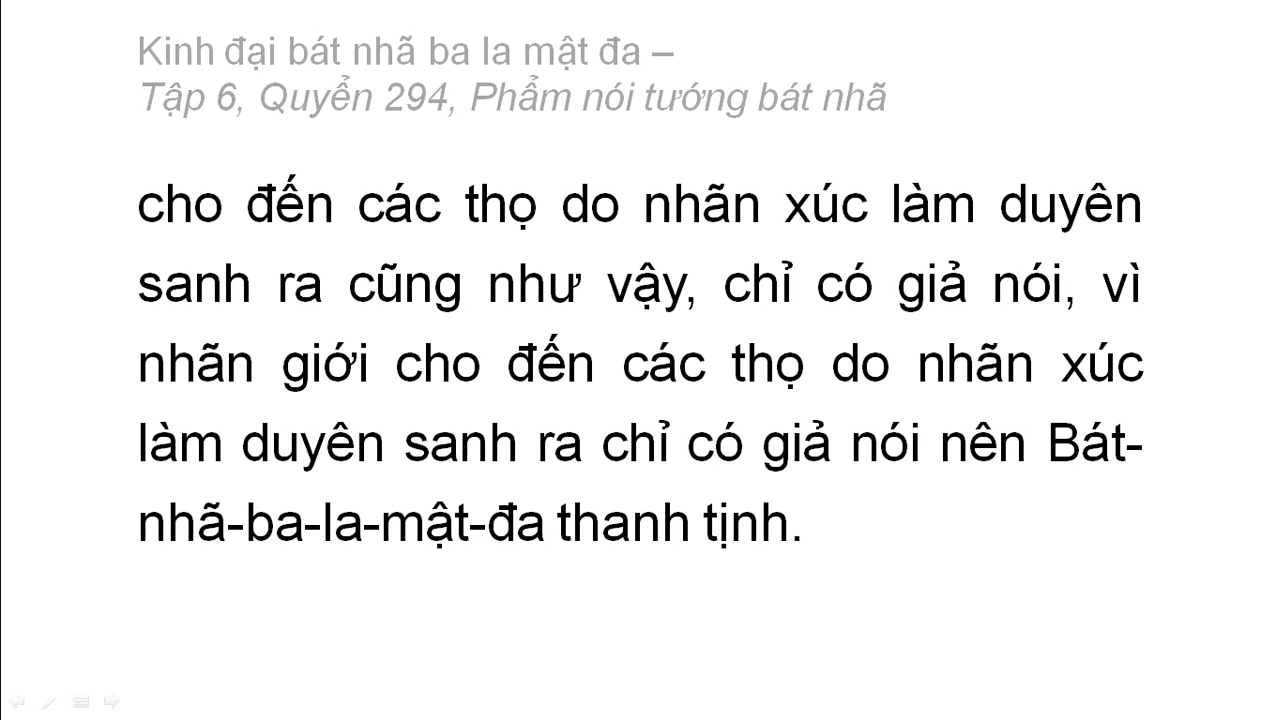 Kinh đại bát nhã ba la mật đa –
Tập 6, Quyển 294, Phẩm nói tướng bát nhã
cho đến các thọ do nhãn xúc làm duyên
sanh ra cũng như vậy, chỉ có giả nói, vì
nhãn giới cho đến các thọ do nhãn xúc
làm duyên sanh ra chỉ có giả nói nên Bát-
nhã-ba-la-mật-đa thanh tịnh.